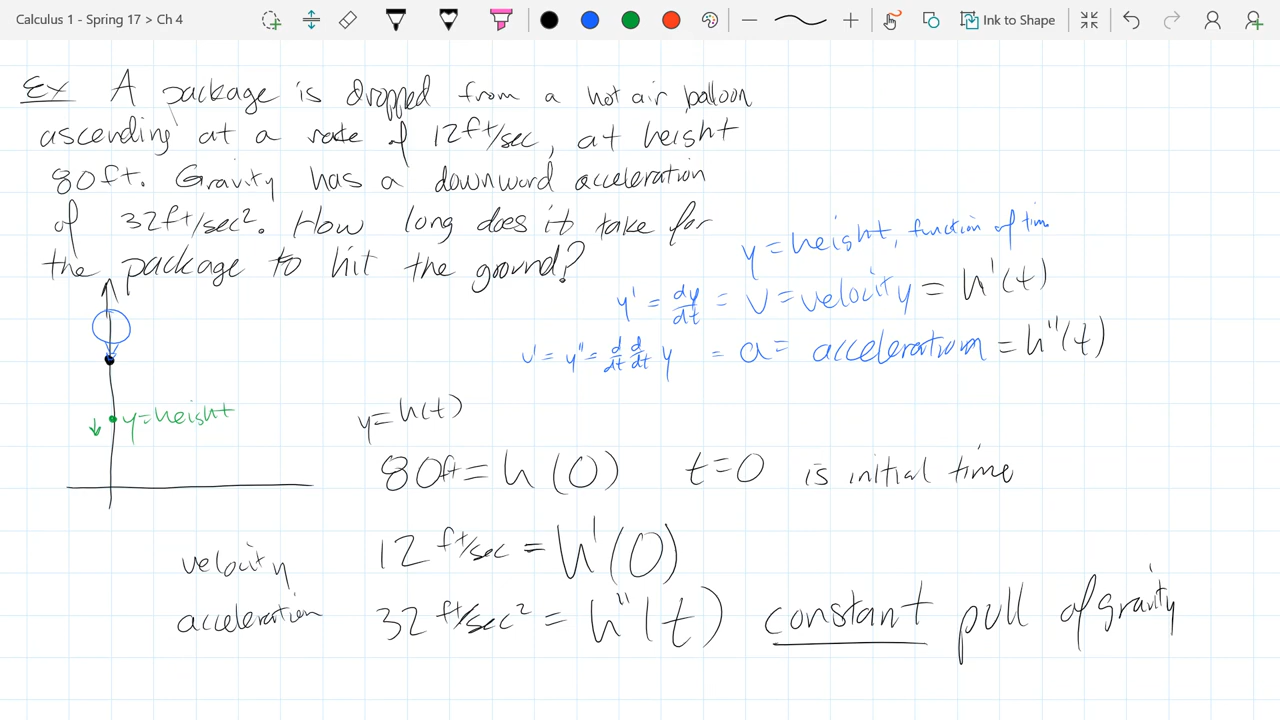 Calculus 1 - Spring 17 > Ch 4
Ink to Shape
Ex A package is dropped from a hot air balloon
ascending at a rate of 12ft/sec, at height
80ft. Gravity has a downward acceleration
of 32ft/sec². How long does it take for
the package to hit the ground?
y = height, function of time
y' = dy/dt = v = velocity = h'(t)
v' = y'' = d/dt d/dt y = a = acceleration = h''(t)
y = height
y = h(t)
80ft = h(0) t = 0 is initial time
velocity 12 ft/sec = h'(0)
acceleration 32 ft/sec² = h''(t) constant pull of gravity